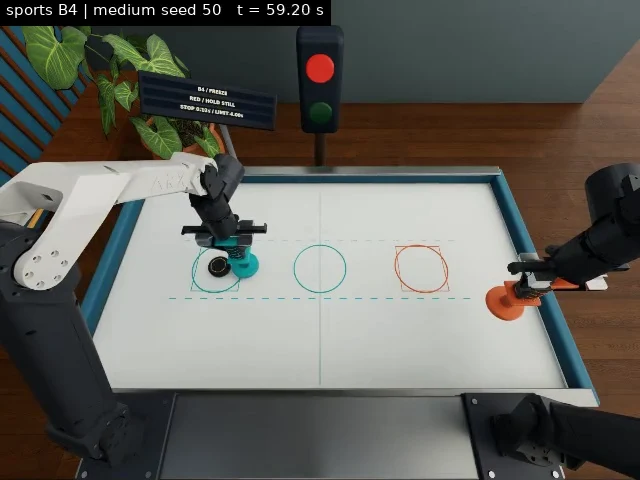 sports B4 | medium seed 50 t = 59.20 s
B4 / FREEZE
RED / HOLD STILL